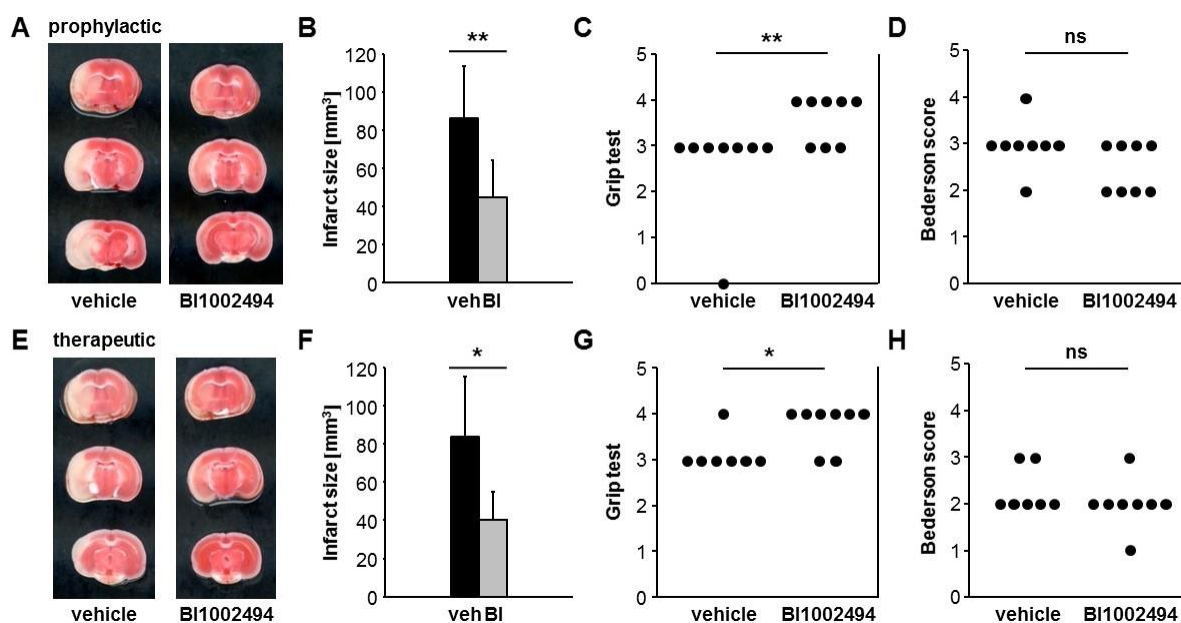 A prophylactic
vehicle BI1002494
B
**
Infarct size [mm³]
120
100
80
60
40
20
0
veh BI
C
**
Grip test
5
4
3
2
1
0
vehicle BI1002494
D
ns
Bederson score
5
4
3
2
1
0
vehicle BI1002494
E therapeutic
vehicle BI1002494
F
*
Infarct size [mm³]
120
100
80
60
40
20
0
veh BI
G
*
Grip test
5
4
3
2
1
0
vehicle BI1002494
H
ns
Bederson score
5
4
3
2
1
0
vehicle BI1002494